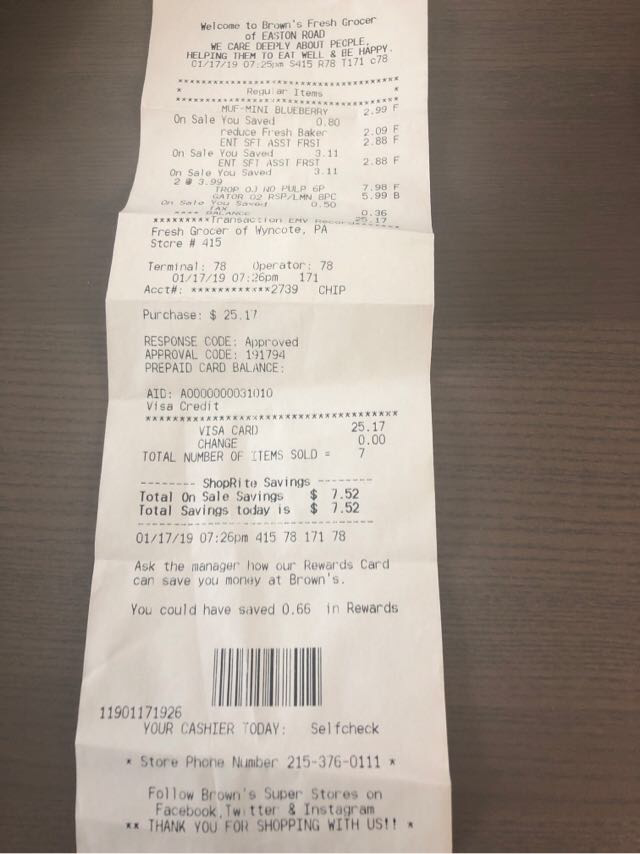 Welcome to Brown's Fresh Grocer
of EASTON ROAD
WE CARE DEEPLY ABOUT PEOPLE,
HELPING THEM TO EAT WELL & BE HAPPY.
01/17/19 07:25pm S415 R78 T171 C78
********************************
* Regular Items *
********************************
MUF-MINI BLUEBERRY 2.99 F
On Sale You Saved 0.80
reduce Fresh Baker 2.09 F
ENT SFT ASST FRST 2.88 F
On Sale You Saved 3.11
ENT SFT ASST FRST 2.88 F
On Sale You Saved 3.11
2 @ 3.99
TROP OJ NO PULP 6P 7.98 F
GATOR 02 RSP/LMN 8PC 5.99 B
On Sale You Saved 0.50
TAX 0.36
**** BALANCE 25.17
*********Transaction EMV Record********
Fresh Grocer of Wyncote, PA
Store # 415
Terminal: 78 Operator: 78
01/17/19 07:26pm 171
Acct#: ************2739 CHIP
Purchase: $ 25.17
RESPONSE CODE: Approved
APPROVAL CODE: 191794
PREPAID CARD BALANCE:
AID: A0000000031010
Visa Credit
***************************************
VISA CARD 25.17
CHANGE 0.00
TOTAL NUMBER OF ITEMS SOLD = 7
-------- ShopRite Savings --------
Total On Sale Savings $ 7.52
Total Savings today is $ 7.52
----------------------------------
01/17/19 07:26pm 415 78 171 78
Ask the manager how our Rewards Card
can save you money at Brown's.
You could have saved 0.66 in Rewards
11901171926
YOUR CASHIER TODAY: Selfcheck
* Store Phone Number 215-376-0111 *
Follow Brown's Super Stores on
Facebook,Twitter & Instagram
** THANK YOU FOR SHOPPING WITH US!! *